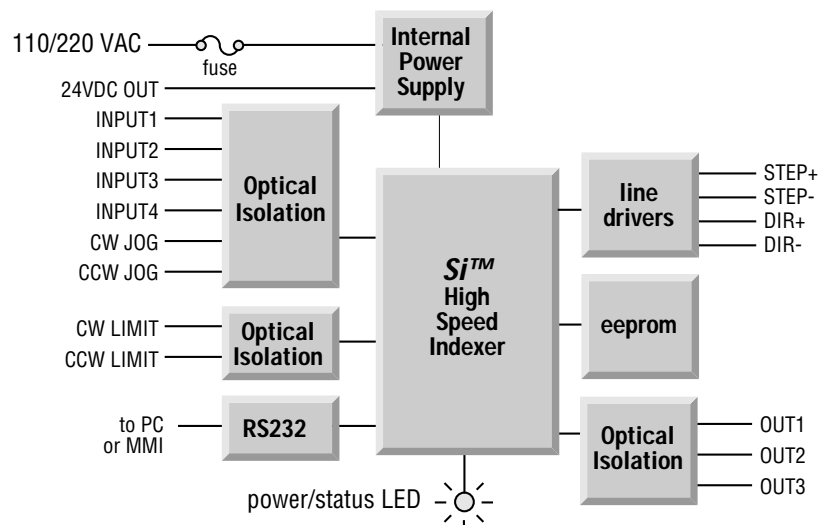 110/220 VAC
fuse
Internal
Power
Supply
24VDC OUT
INPUT1
INPUT2
INPUT3
INPUT4
CW JOG
CCW JOG
Optical
Isolation
line
drivers
STEP+
STEP-
DIR+
DIR-
Si™
High
Speed
Indexer
eeprom
CW LIMIT
CCW LIMIT
Optical
Isolation
to PC
or MMI
RS232
Optical
Isolation
OUT1
OUT2
OUT3
power/status LED